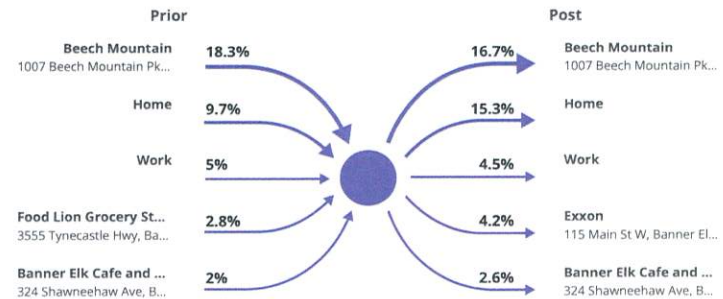 Prior
Post
Beech Mountain
1007 Beech Mountain Pk...
18.3%
16.7%
Beech Mountain
1007 Beech Mountain Pk...
Home
9.7%
15.3%
Home
Work
5%
4.5%
Work
Food Lion Grocery St...
3555 Tynecastle Hwy, Ba...
2.8%
4.2%
Exxon
115 Main St W, Banner El...
Banner Elk Cafe and ...
324 Shawneehaw Ave, B...
2%
2.6%
Banner Elk Cafe and ...
324 Shawneehaw Ave, B...